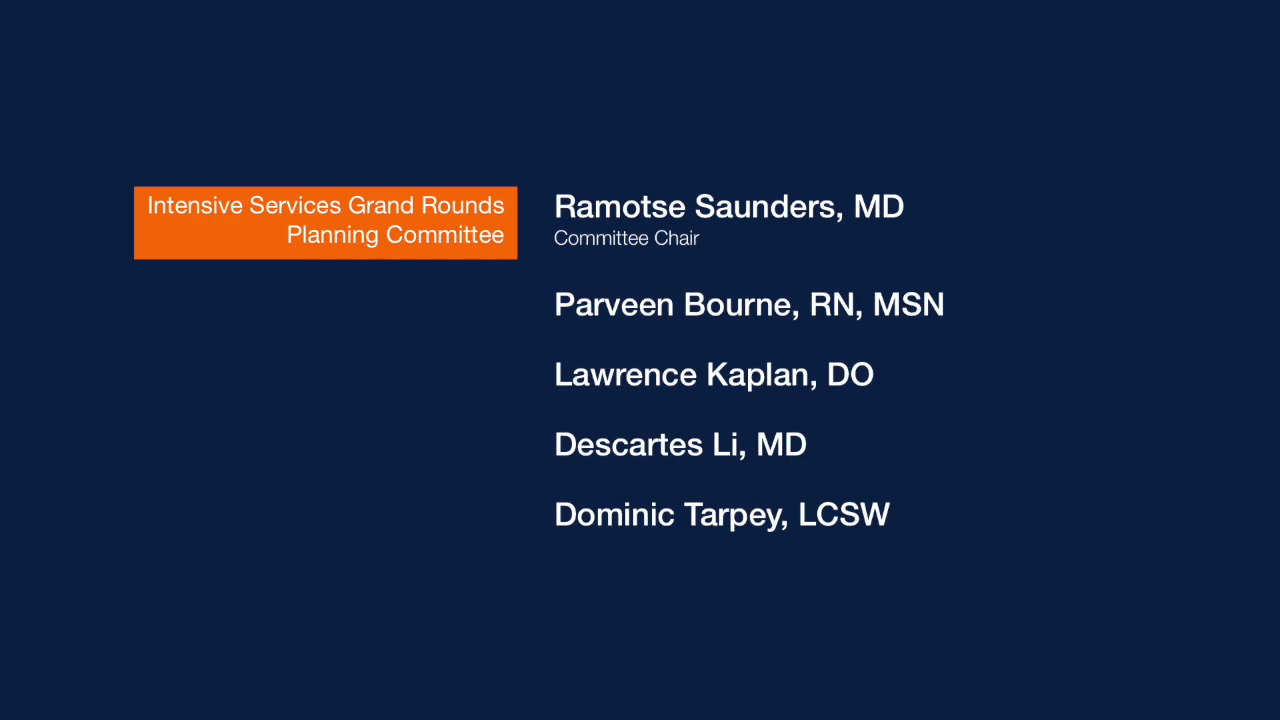 Intensive Services Grand Rounds
Planning Committee
Ramotse Saunders, MD
Committee Chair
Parveen Bourne, RN, MSN
Lawrence Kaplan, DO
Descartes Li, MD
Dominic Tarpey, LCSW